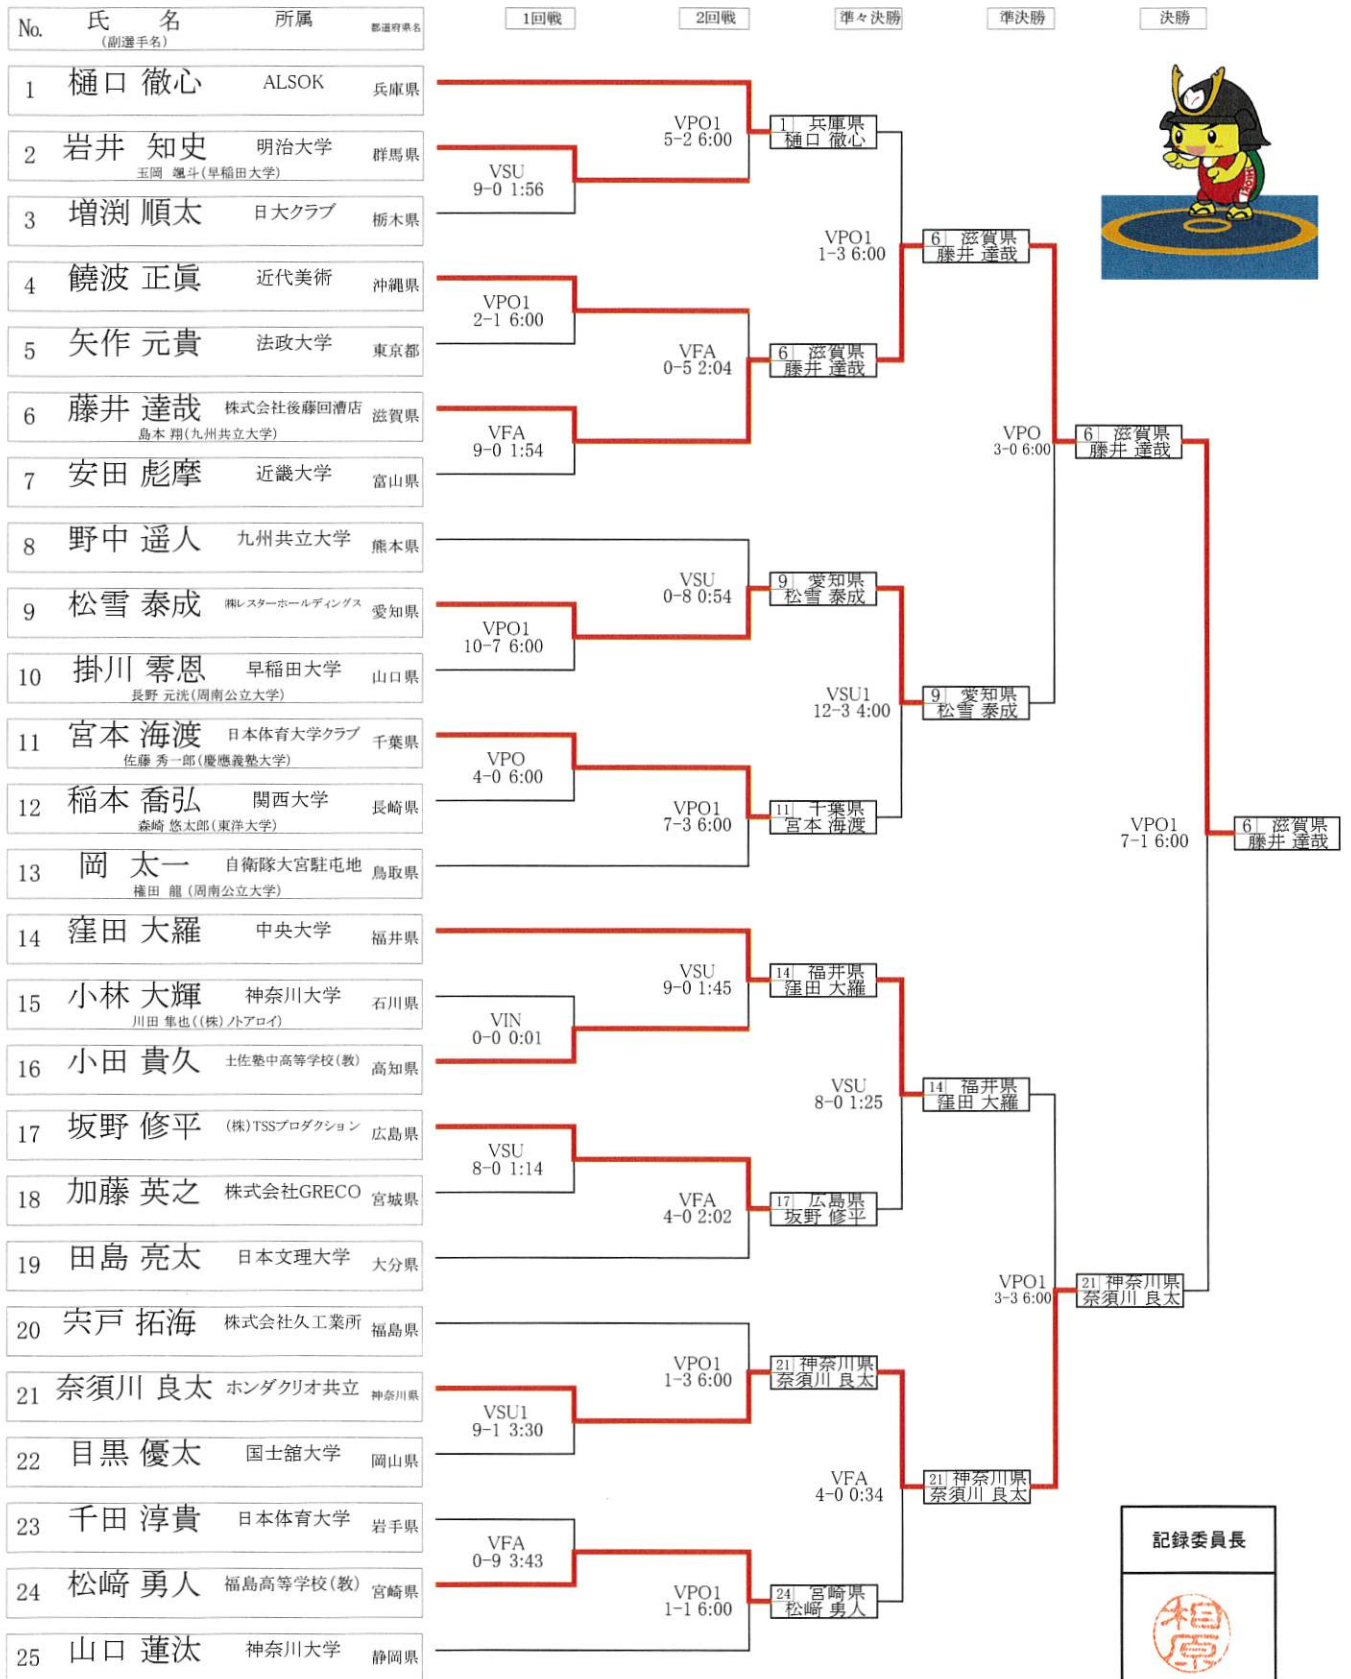 No. 氏 名 所属 都道府県名 1回戦 2回戦 準々決勝 準決勝 決勝
(副選手名)
1 樋口 徹心 ALSOK 兵庫県
2 岩井 知史 明治大学 群馬県
玉岡 颯斗(早稲田大学)
3 増渕 順太 日大クラブ 栃木県
4 饒波 正眞 近代美術 沖縄県
5 矢作 元貴 法政大学 東京都
6 藤井 達哉 株式会社後藤回漕店 滋賀県
島本 翔(九州共立大学)
7 安田 彪摩 近畿大学 富山県
8 野中 遥人 九州共立大学 熊本県
9 松雪 泰成 ㈱レスターホールディングス 愛知県
10 掛川 零恩 早稲田大学 山口県
長野 元洸(周南公立大学)
11 宮本 海渡 日本体育大学クラブ 千葉県
佐藤 秀一郎(慶應義塾大学)
12 稲本 喬弘 関西大学 長崎県
森崎 悠太郎(東洋大学)
13 岡 太一 自衛隊大宮駐屯地 鳥取県
権田 龍(周南公立大学)
14 窪田 大羅 中央大学 福井県
15 小林 大輝 神奈川大学 石川県
川田 隼也((株)ノトアロイ)
16 小田 貴久 土佐塾中高等学校(教) 高知県
17 坂野 修平 (株)TSSプロダクション 広島県
18 加藤 英之 株式会社GRECO 宮城県
19 田島 亮太 日本文理大学 大分県
20 宍戸 拓海 株式会社久工業所 福島県
21 奈須川 良太 ホンダクリオ共立 神奈川県
22 目黒 優太 国士舘大学 岡山県
23 千田 淳貴 日本体育大学 岩手県
24 松﨑 勇人 福島高等学校(教) 宮崎県
25 山口 蓮汰 神奈川大学 静岡県
VSU
9-0 1:56
VPO1
2-1 6:00
VFA
9-0 1:54
VPO1
10-7 6:00
VPO
4-0 6:00
VIN
0-0 0:01
VSU
8-0 1:14
VSU1
9-1 3:30
VFA
0-9 3:43
VPO1
5-2 6:00
VFA
0-5 2:04
VSU
0-8 0:54
VPO1
7-3 6:00
VSU
9-0 1:45
VFA
4-0 2:02
VPO1
1-3 6:00
VPO1
1-1 6:00
1 兵庫県
樋口 徹心
6 滋賀県
藤井 達哉
9 愛知県
松雪 泰成
11 千葉県
宮本 海渡
14 福井県
窪田 大羅
17 広島県
坂野 修平
21 神奈川県
奈須川 良太
24 宮崎県
松﨑 勇人
VPO1
1-3 6:00
VSU1
12-3 4:00
VSU
8-0 1:25
VFA
4-0 0:34
6 滋賀県
藤井 達哉
9 愛知県
松雪 泰成
14 福井県
窪田 大羅
21 神奈川県
奈須川 良太
VPO
3-0 6:00
VPO1
3-3 6:00
6 滋賀県
藤井 達哉
21 神奈川県
奈須川 良太
VPO1
7-1 6:00
6 滋賀県
藤井 達哉
記録委員長
相原